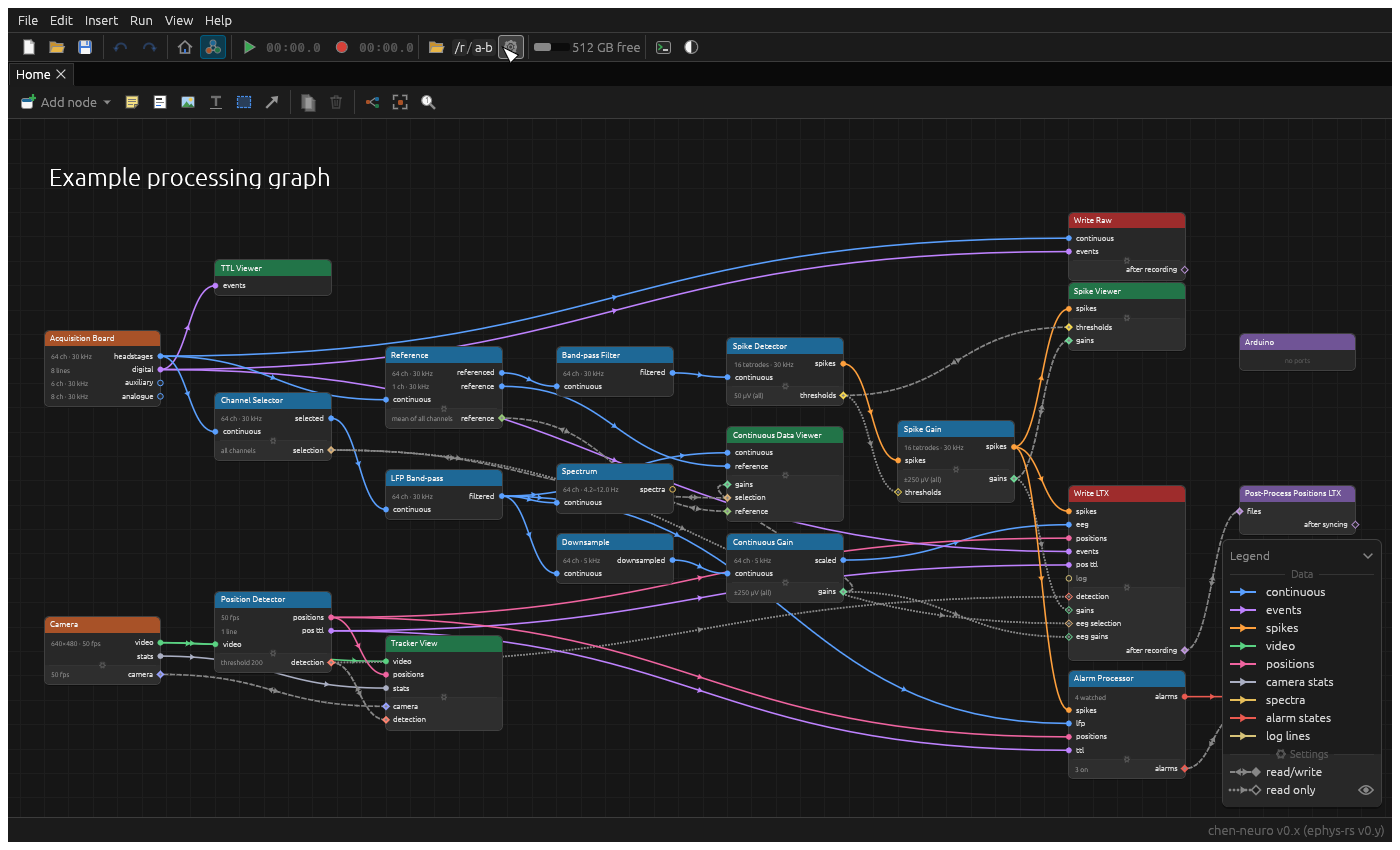 File Edit Insert Run View Help
00:00.0 00:00.0 /r/a-b 512 GB free
Home
Add node
Example processing graph
Write Raw
continuous
events
after recording
TTL Viewer
events
Spike Viewer
spikes
thresholds
gains
Acquisition Board
64 ch · 30 kHz headstages
8 lines digital
6 ch · 30 kHz auxiliary
8 ch · 30 kHz analogue
Reference
64 ch · 30 kHz referenced
1 ch · 30 kHz reference
continuous
mean of all channels reference
Band-pass Filter
filtered
64 ch · 30 kHz
continuous
Spike Detector
16 tetrodes · 30 kHz spikes
continuous
50 µV (all) thresholds
Arduino
no ports
Channel Selector
64 ch · 30 kHz selected
continuous
all channels selection
Continuous Data Viewer
continuous
reference
gains
selection
reference
Spike Gain
16 tetrodes · 30 kHz spikes
spikes
±250 µV (all) gains
thresholds
LFP Band-pass
64 ch · 30 kHz filtered
continuous
Spectrum
64 ch · 4.2–12.0 Hz spectra
continuous
Write LTX
spikes
eeg
positions
events
pos ttl
log
detection
gains
eeg selection
eeg gains
after recording
Post-Process Positions LTX
files
after syncing
Downsample
64 ch · 5 kHz downsampled
continuous
Continuous Gain
64 ch · 5 kHz scaled
continuous
±250 µV (all) gains
Position Detector
50 fps positions
1 line pos ttl
video
threshold 200 detection
Camera
640×480 · 50 fps video
stats
50 fps camera
Tracker View
video
positions
stats
camera
detection
Alarm Processor
4 watched alarms
spikes
lfp
positions
ttl
3 on alarms
Legend
Data
continuous
events
spikes
video
positions
camera stats
spectra
alarm states
log lines
Settings
read/write
read only
chen-neuro v0.x (ephys-rs v0.y)